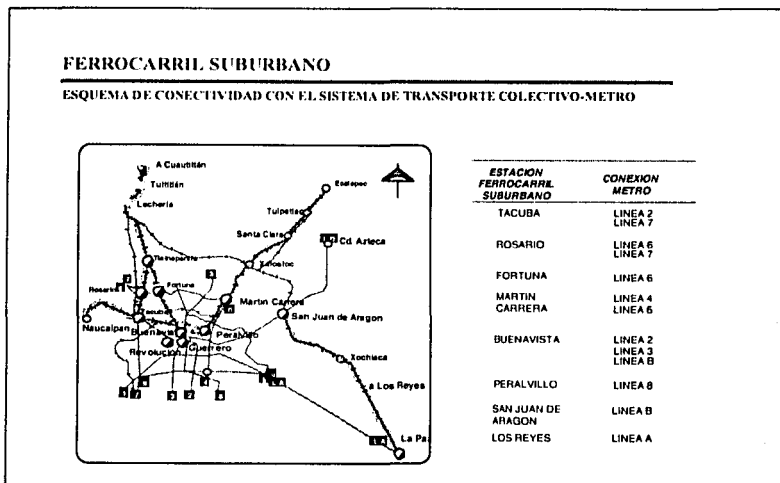 FERROCARRIL SUBURBANO
ESQUEMA DE CONECTIVIDAD CON EL SISTEMA DE TRANSPORTE COLECTIVO-METRO
A Cuautitlán
Tultitlán
Lechería
Ecatepec
Tulpetlac
Santa Clara
Cd. Azteca
Xalostoc
Tlalnepantla
Rosario
Fortuna
Martin Carrera
San Juan de Aragon
Tacuba
Naucalpan
Buenavista
Peralvillo
Guerrero
Revolucion
Xochiaca
a Los Reyes
La Paz
ESTACION FERROCARRIL SUBURBANO
CONEXION METRO
TACUBA LINEA 2
LINEA 7
ROSARIO LINEA 6
LINEA 7
FORTUNA LINEA 6
MARTIN CARRERA LINEA 4
LINEA 6
BUENAVISTA LINEA 2
LINEA 3
LINEA B
PERALVILLO LINEA 8
SAN JUAN DE ARAGON LINEA B
LOS REYES LINEA A